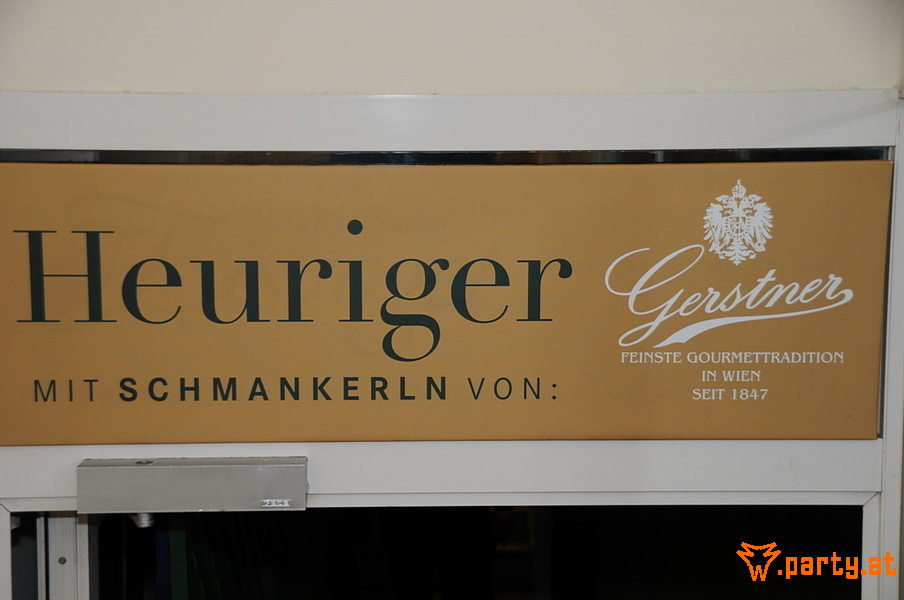 Heuriger
MIT SCHMANKERLN VON:
Gerstner
FEINSTE GOURMETTRADITION
IN WIEN
SEIT 1847
W.party.at